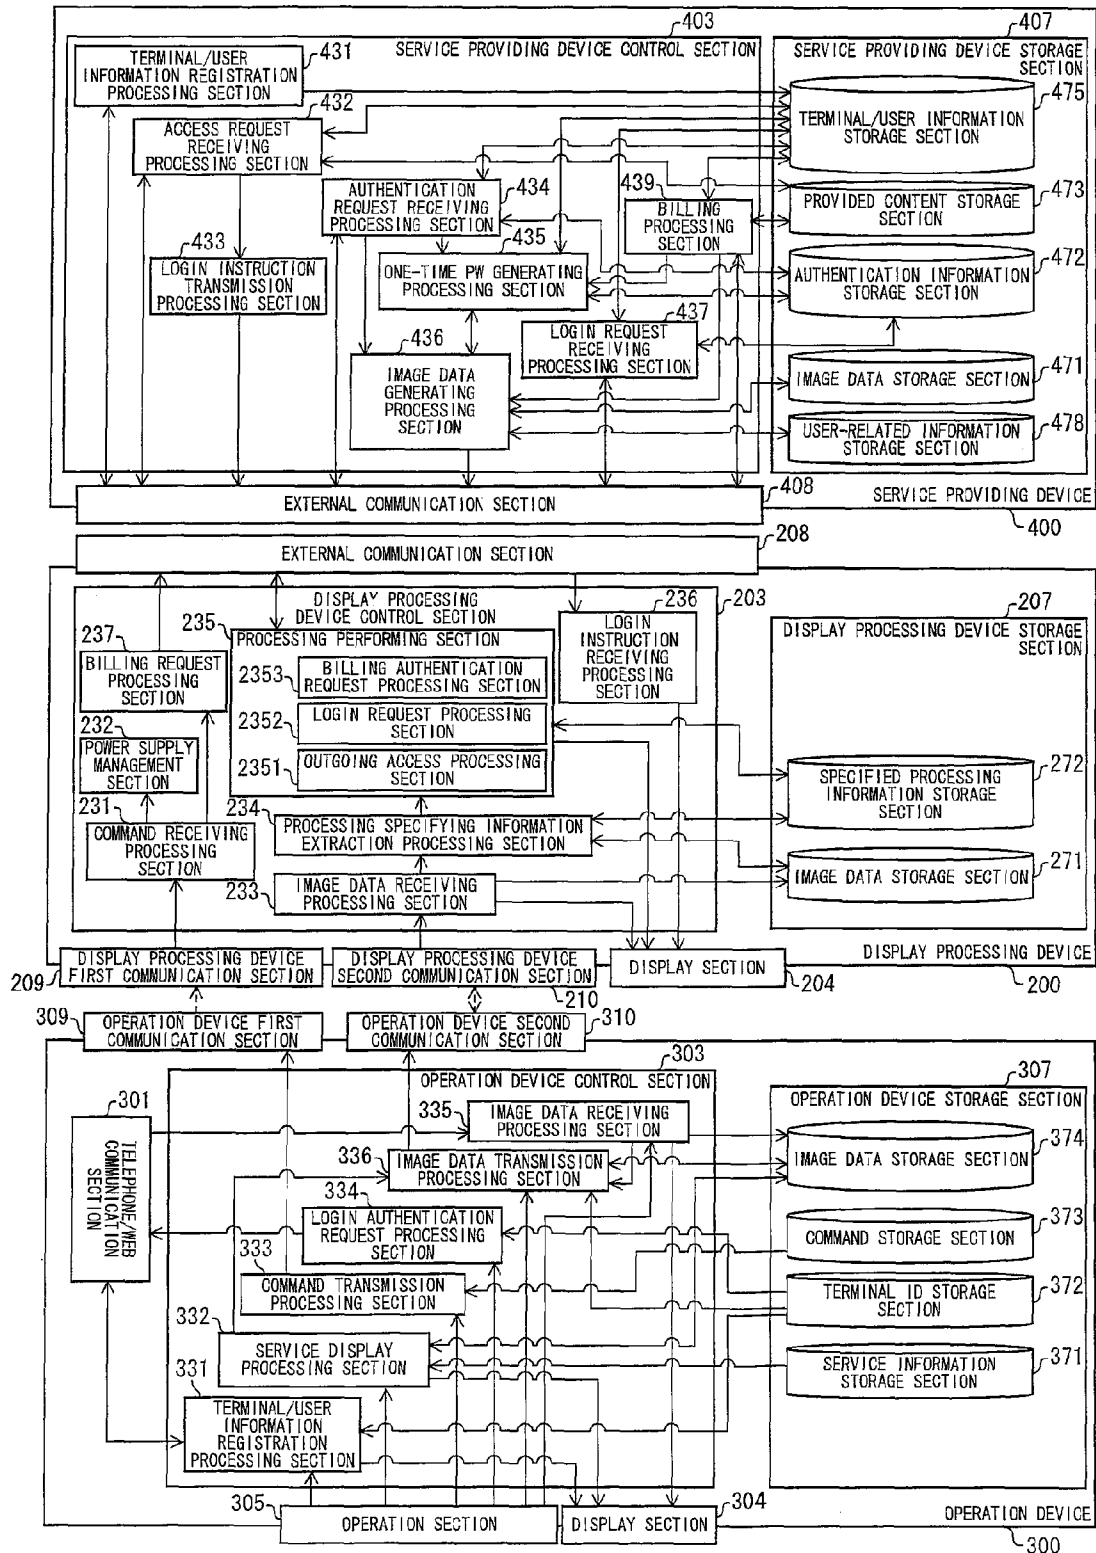 403
SERVICE PROVIDING DEVICE CONTROL SECTION
407
SERVICE PROVIDING DEVICE STORAGE
SECTION
431
TERMINAL/USER
INFORMATION REGISTRATION
PROCESSING SECTION
475
TERMINAL/USER INFORMATION
STORAGE SECTION
432
ACCESS REQUEST
RECEIVING
PROCESSING SECTION
434
AUTHENTICATION
REQUEST RECEIVING
PROCESSING SECTION
439
BILLING
PROCESSING
SECTION
473
PROVIDED CONTENT STORAGE
SECTION
433
LOGIN INSTRUCTION
TRANSMISSION
PROCESSING SECTION
435
ONE-TIME PW GENERATING
PROCESSING SECTION
472
AUTHENTICATION INFORMATION
STORAGE SECTION
437
LOGIN REQUEST
RECEIVING
PROCESSING SECTION
436
IMAGE DATA
GENERATING
PROCESSING
SECTION
471
IMAGE DATA STORAGE SECTION
478
USER-RELATED INFORMATION
STORAGE SECTION
EXTERNAL COMMUNICATION SECTION
408
SERVICE PROVIDING DEVICE
400
EXTERNAL COMMUNICATION SECTION
208
DISPLAY PROCESSING
DEVICE CONTROL SECTION
203
207
DISPLAY PROCESSING DEVICE STORAGE
SECTION
237
BILLING REQUEST
PROCESSING
SECTION
235
PROCESSING PERFORMING SECTION
236
LOGIN
INSTRUCTION
RECEIVING
PROCESSING
SECTION
2353
BILLING AUTHENTICATION
REQUEST PROCESSING SECTION
2352
LOGIN REQUEST PROCESSING
SECTION
2351
OUTGOING ACCESS PROCESSING
SECTION
232
POWER SUPPLY
MANAGEMENT
SECTION
272
SPECIFIED PROCESSING
INFORMATION STORAGE
SECTION
231
COMMAND RECEIVING
PROCESSING
SECTION
234
PROCESSING SPECIFYING INFORMATION
EXTRACTION PROCESSING SECTION
271
IMAGE DATA STORAGE SECTION
233
IMAGE DATA RECEIVING
PROCESSING SECTION
DISPLAY PROCESSING DEVICE
200
DISPLAY PROCESSING DEVICE
FIRST COMMUNICATION SECTION
209
DISPLAY PROCESSING DEVICE
SECOND COMMUNICATION SECTION
210
DISPLAY SECTION
204
309
OPERATION DEVICE FIRST
COMMUNICATION SECTION
OPERATION DEVICE SECOND
COMMUNICATION SECTION
310
303
OPERATION DEVICE CONTROL SECTION
307
OPERATION DEVICE STORAGE SECTION
301
TELEPHONE/WEB
COMMUNICATION
SECTION
335
IMAGE DATA RECEIVING
PROCESSING SECTION
374
IMAGE DATA STORAGE SECTION
336
IMAGE DATA TRANSMISSION
PROCESSING SECTION
334
LOGIN AUTHENTICATION
REQUEST PROCESSING
SECTION
373
COMMAND STORAGE SECTION
333
COMMAND TRANSMISSION
PROCESSING SECTION
372
TERMINAL ID STORAGE
SECTION
332
SERVICE DISPLAY
PROCESSING SECTION
371
SERVICE INFORMATION
STORAGE SECTION
331
TERMINAL/USER
INFORMATION
REGISTRATION
PROCESSING SECTION
305
OPERATION SECTION
DISPLAY SECTION
304
OPERATION DEVICE
300